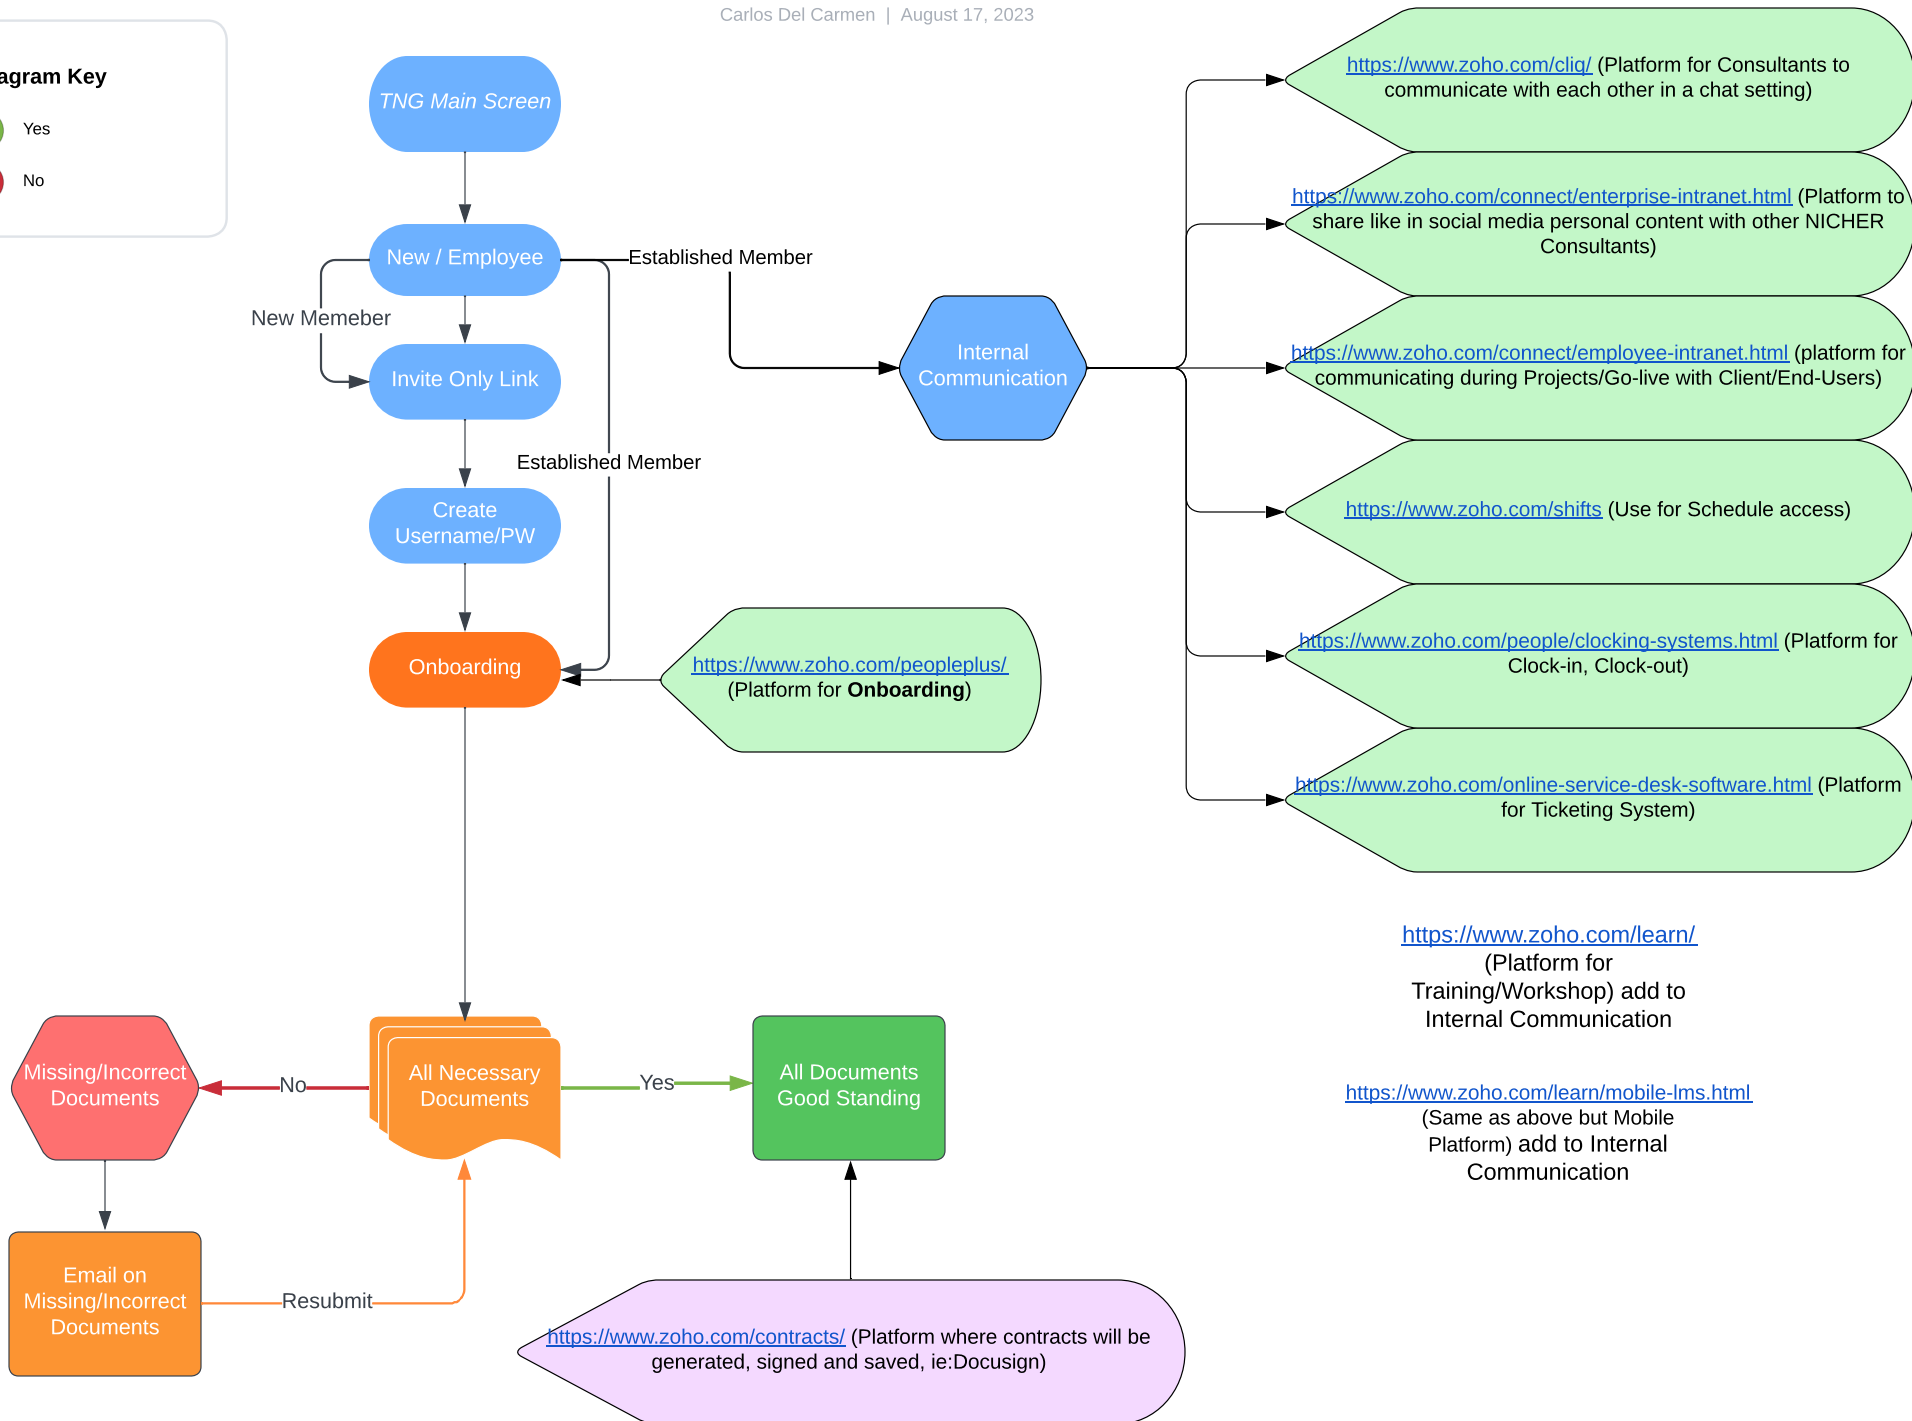 Carlos Del Carmen | August 17, 2023
agram Key
Yes
No
TNG Main Screen
New / Employee
Established Member
New Memeber
Invite Only Link
Established Member
Create
Username/PW
Onboarding
https://www.zoho.com/peopleplus/
(Platform for Onboarding)
Internal
Communication
https://www.zoho.com/cliq/ (Platform for Consultants to
communicate with each other in a chat setting)
https://www.zoho.com/connect/enterprise-intranet.html (Platform to
share like in social media personal content with other NICHER
Consultants)
https://www.zoho.com/connect/employee-intranet.html (platform for
communicating during Projects/Go-live with Client/End-Users)
https://www.zoho.com/shifts (Use for Schedule access)
https://www.zoho.com/people/clocking-systems.html (Platform for
Clock-in, Clock-out)
https://www.zoho.com/online-service-desk-software.html (Platform
for Ticketing System)
https://www.zoho.com/learn/
(Platform for
Training/Workshop) add to
Internal Communication
https://www.zoho.com/learn/mobile-lms.html
(Same as above but Mobile
Platform) add to Internal
Communication
Missing/Incorrect
Documents
No
All Necessary
Documents
Yes
All Documents
Good Standing
Email on
Missing/Incorrect
Documents
Resubmit
https://www.zoho.com/contracts/ (Platform where contracts will be
generated, signed and saved, ie:Docusign)